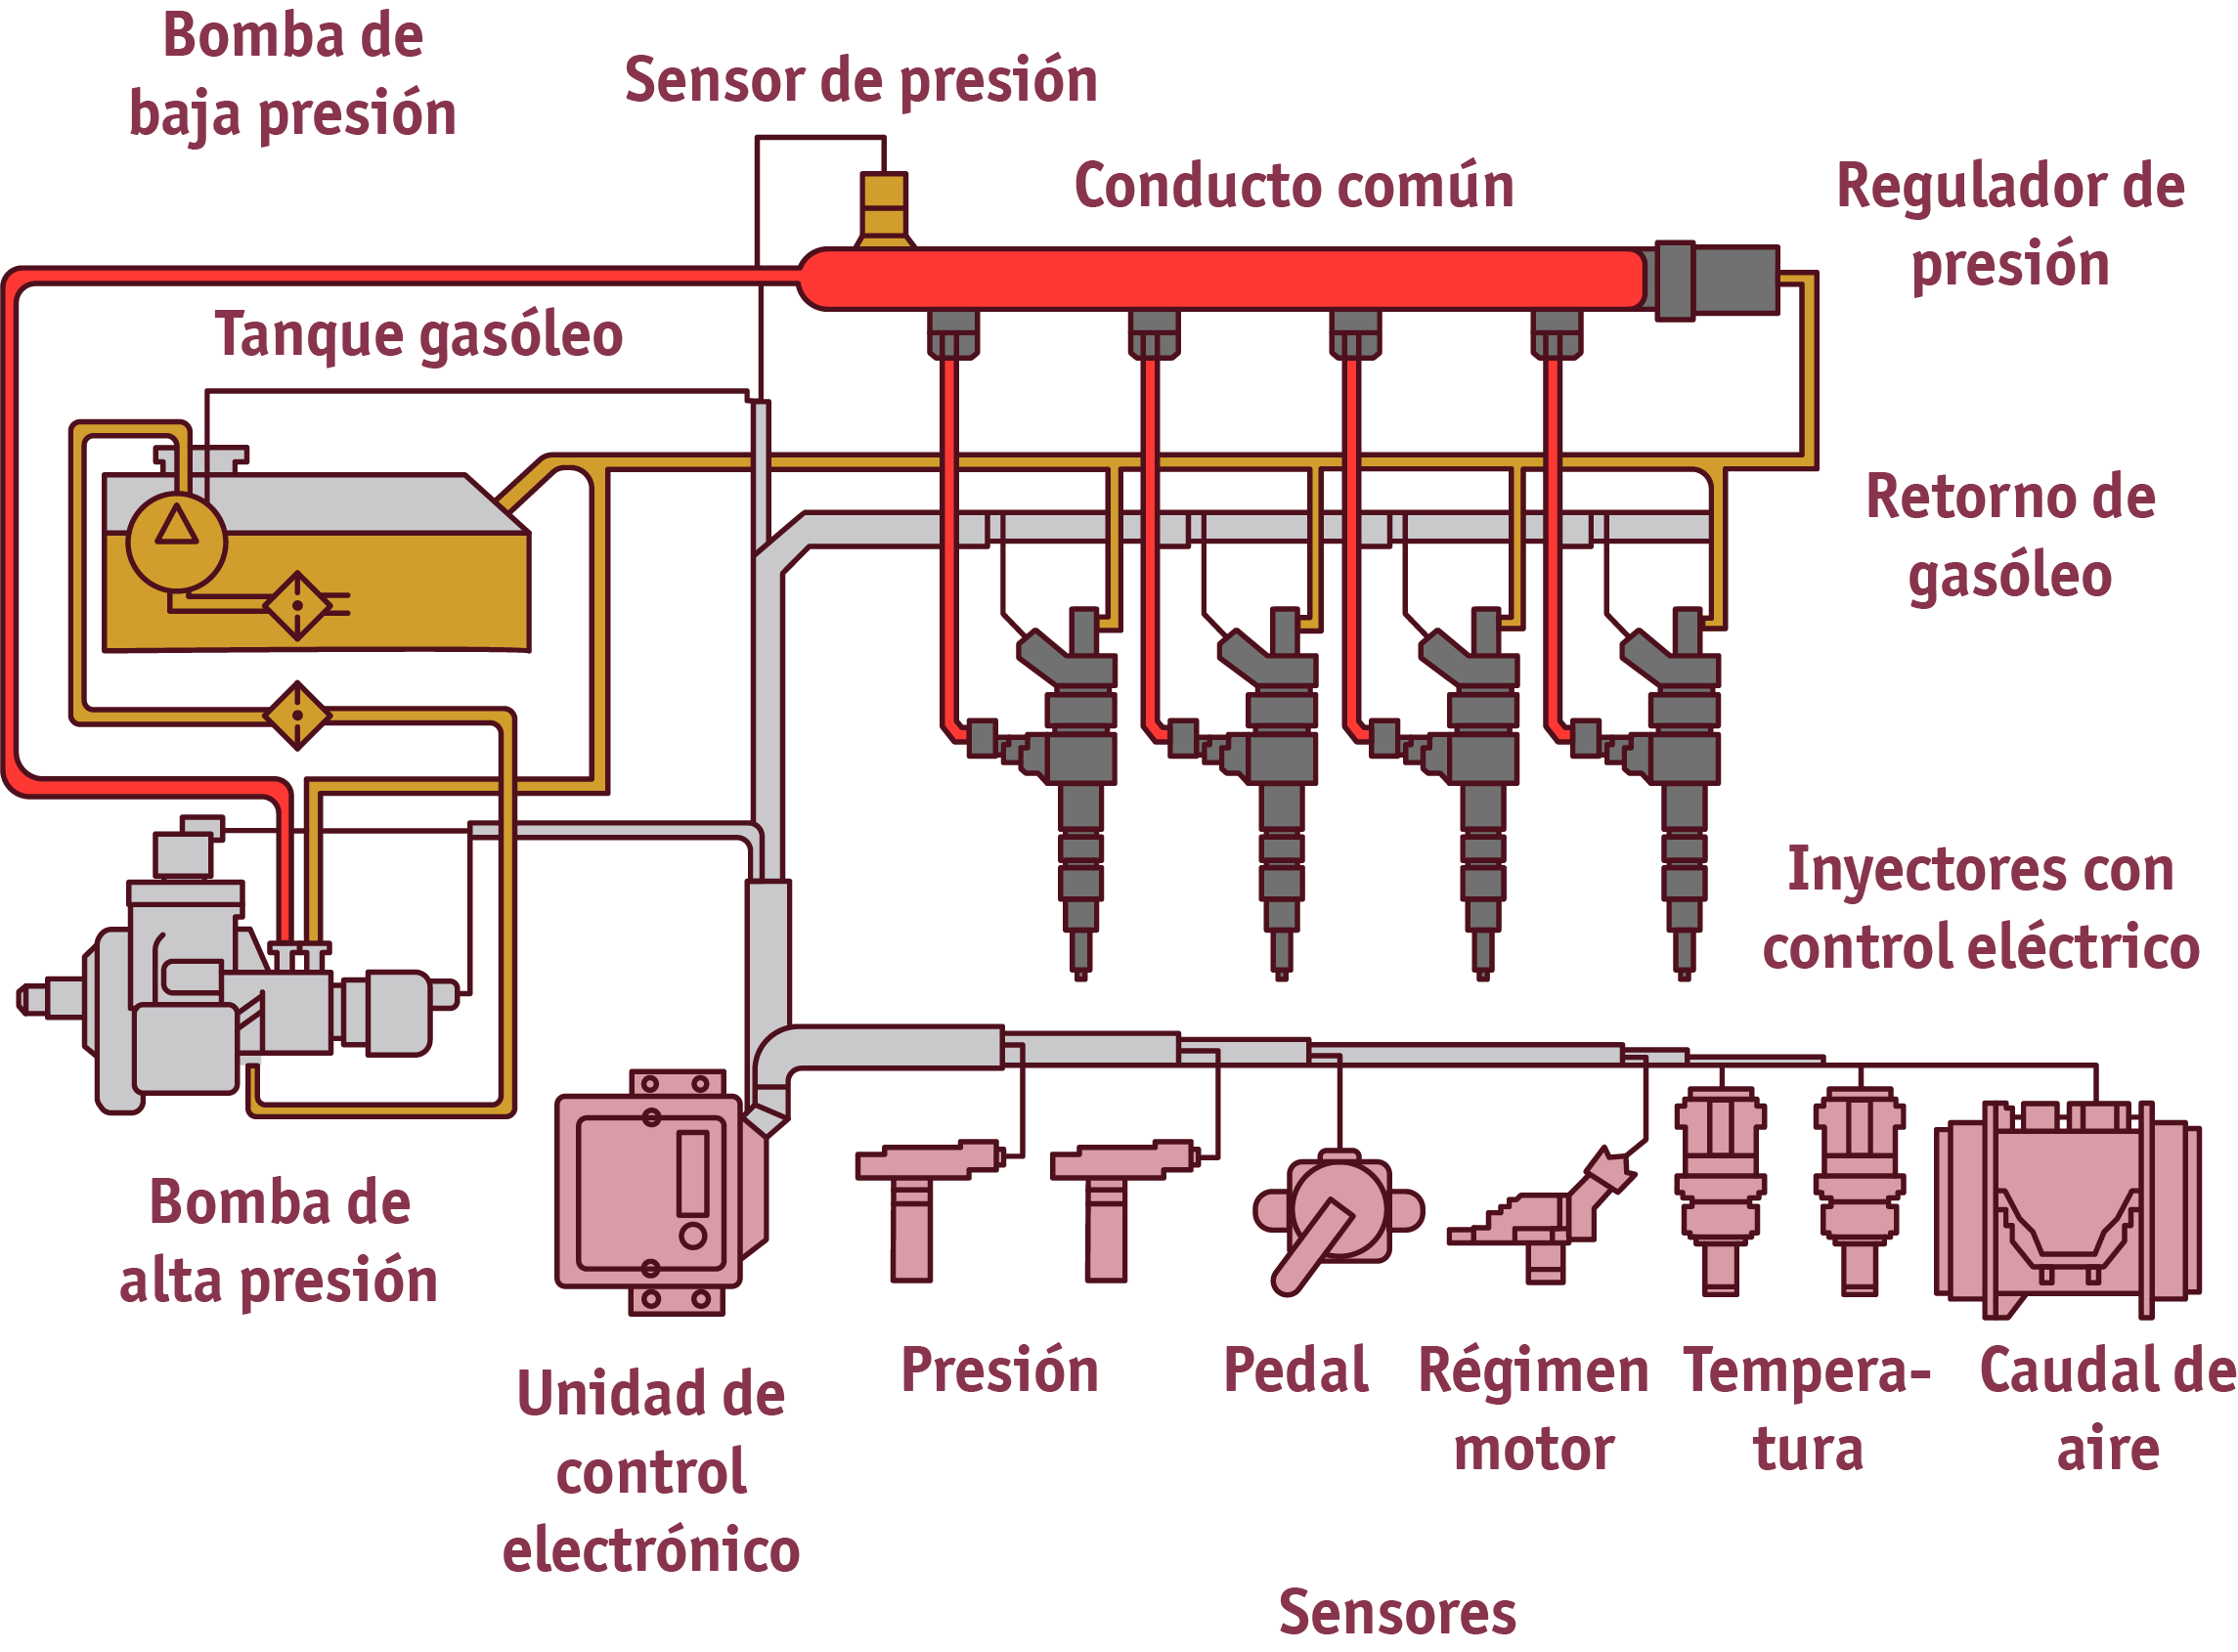 Bomba de
baja presión
Sensor de presión
Conducto común
Regulador de
presión
Tanque gasóleo
Retorno de
gasóleo
Inyectores con
control eléctrico
Bomba de
alta presión
Unidad de
control
electrónico
Presión
Pedal
Régimen
motor
Tempera-
tura
Caudal de
aire
Sensores